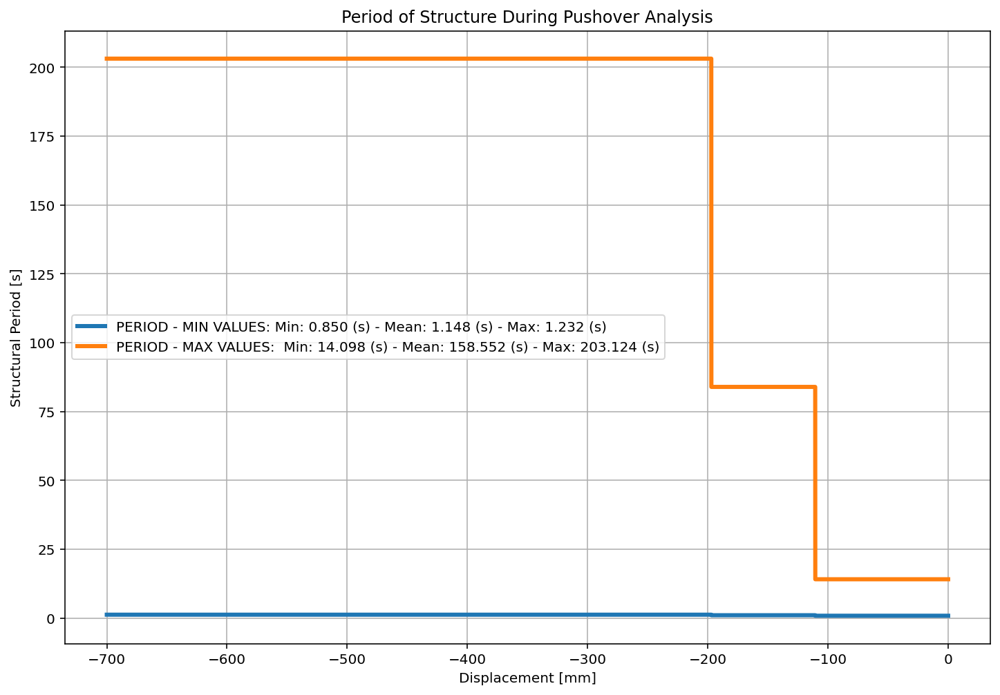 Period of Structure During Pushover Analysis
200
175
150
125
100
75
50
25
0
Structural Period [s]
PERIOD - MIN VALUES: Min: 0.850 (s) - Mean: 1.148 (s) - Max: 1.232 (s)
PERIOD - MAX VALUES:  Min: 14.098 (s) - Mean: 158.552 (s) - Max: 203.124 (s)
−700 −600 −500 −400 −300 −200 −100 0
Displacement [mm]